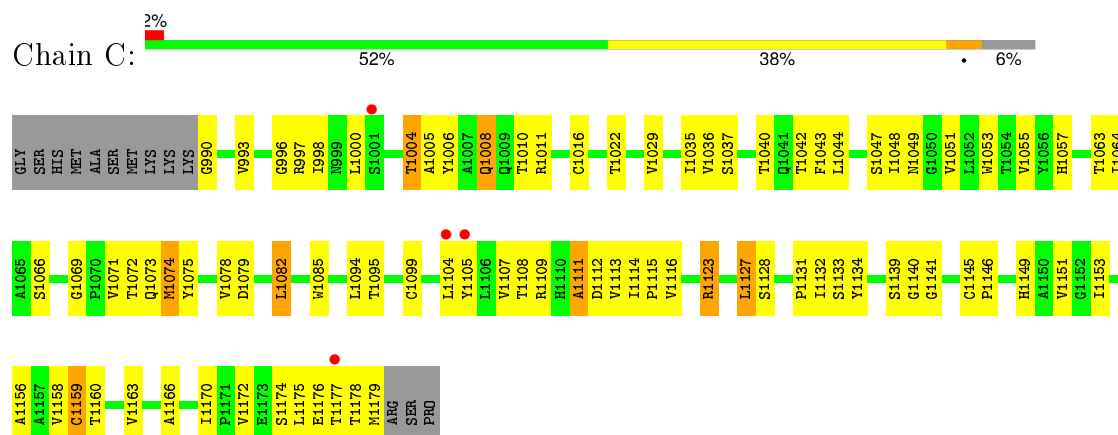 2%
Chain C:
52% 38% • 6%
GLY SER HIS MET ALA SER MET LYS LYS LYS G990 V993 G996 R997 I998 N999 L1000 S1001 T1004 A1005 Y1006 A1007 Q1008 Q1009 T1010 R1011 C1016 T1022 V1029 I1035 V1036 S1037 T1040 Q1041 T1042 F1043 L1044 S1047 I1048 N1049 G1050 V1051 L1052 W1053 T1054 V1055 Y1056 H1057 T1063 I1064
A1065 S1066 G1069 P1070 V1071 T1072 Q1073 M1074 Y1075 V1078 D1079 L1082 W1085 L1094 T1095 C1099 L1104 Y1105 L1106 V1107 T1108 R1109 H1110 A1111 D1112 V1113 I1114 P1115 V1116 R1123 L1127 S1128 P1131 I1132 S1133 Y1134 S1139 G1140 G1141 C1145 P1146 H1149 A1150 V1151 G1152 I1153
A1156 A1157 V1158 C1159 T1160 V1163 A1166 I1170 P1171 V1172 E1173 S1174 L1175 E1176 T1177 T1178 M1179 ARG SER PRO